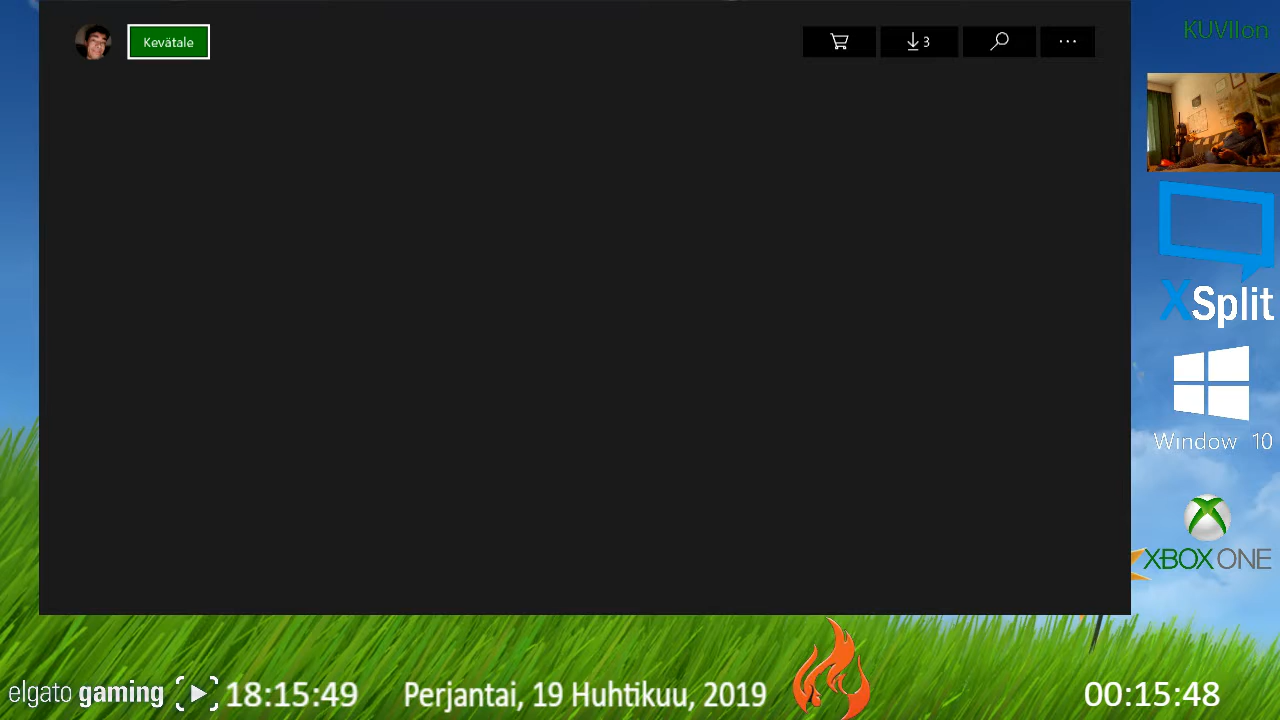 Kevätale
3
KUVIIon
XSplit
Window 10
XBOX ONE
elgato gaming
18:15:49
Perjantai, 19 Huhtikuu, 2019
00:15:48